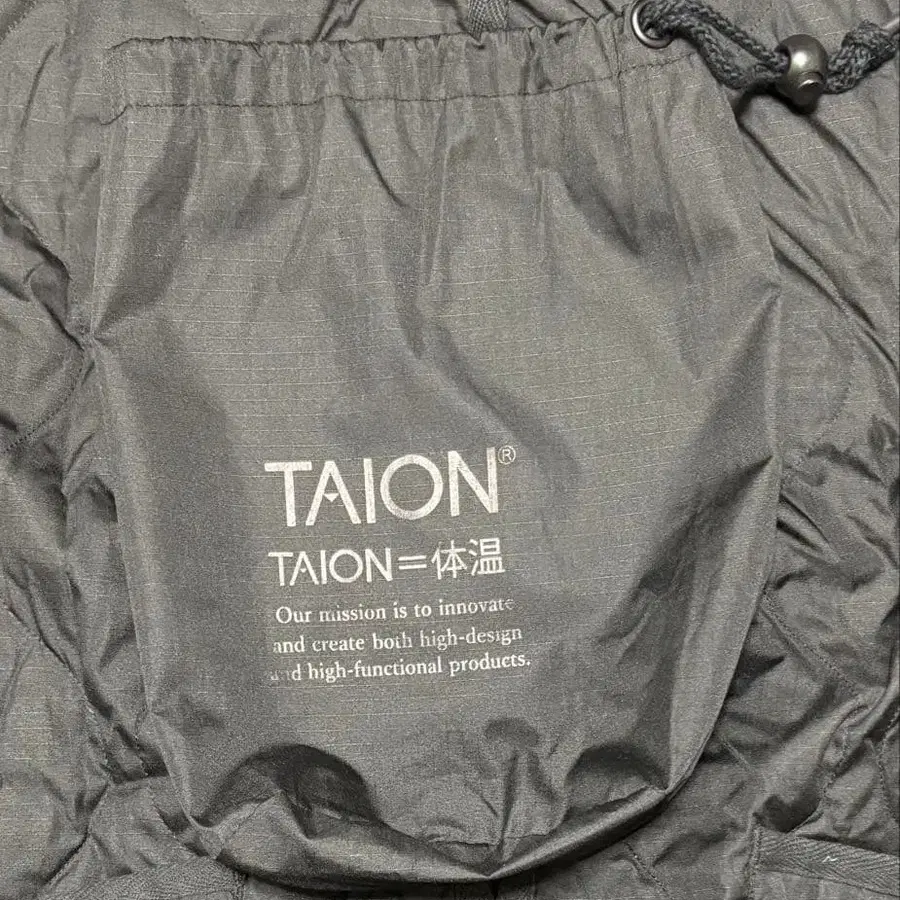 TAION®
TAION=体温
Our mission is to innovate
and create both high-design
and high-functional products.